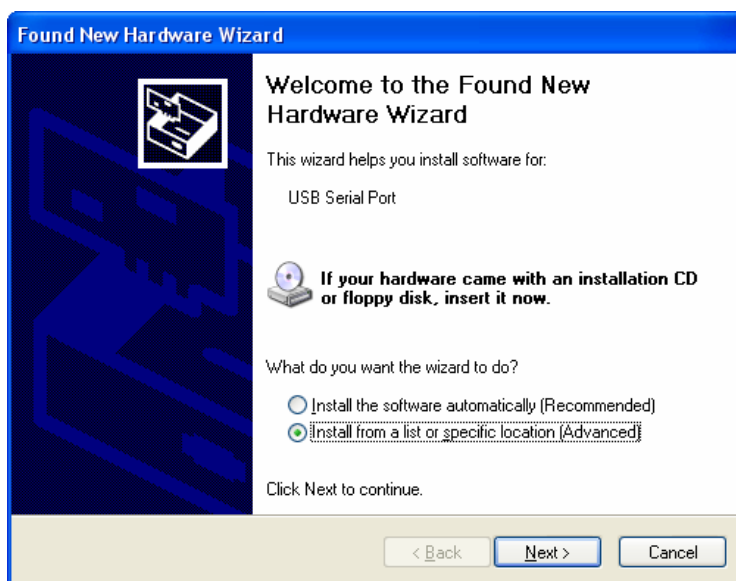 Found New Hardware Wizard
Welcome to the Found New
Hardware Wizard
This wizard helps you install software for:
USB Serial Port
If your hardware came with an installation CD
or floppy disk, insert it now.
What do you want the wizard to do?
Install the software automatically (Recommended)
Install from a list or specific location (Advanced)
Click Next to continue.
< Back Next > Cancel